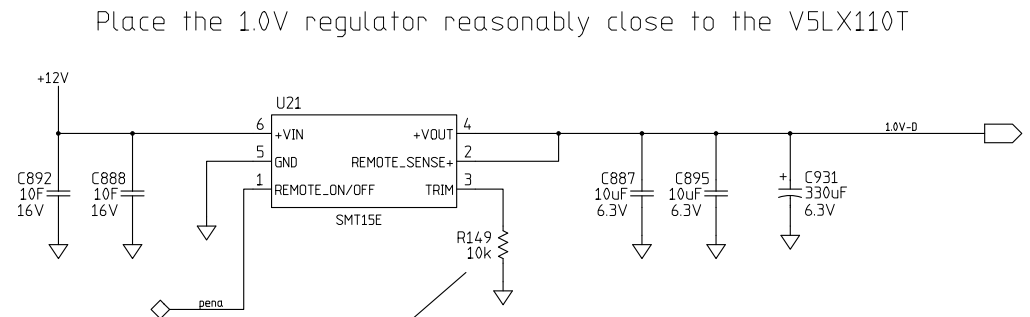 Place the 1.0V regulator reasonably close to the V5LX110T
+12V
U21
6 +VIN +VOUT 4
5 GND REMOTE_SENSE+ 2
1 REMOTE_ON/OFF TRIM 3
SMT15E
1.0V-D
C892
10F
16V
C888
10F
16V
R149
10k
C887
10uF
6.3V
C895
10uF
6.3V
+
C931
330uF
6.3V
pena